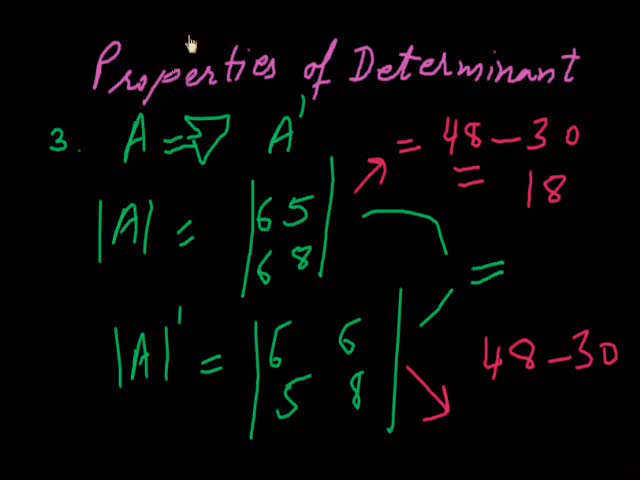 Properties of Determinant
3. A ⇒ A' = 48 - 30
= 18
|A| = |6 5
6 8|
=
|A|' = |6 6
5 8| 48 - 30